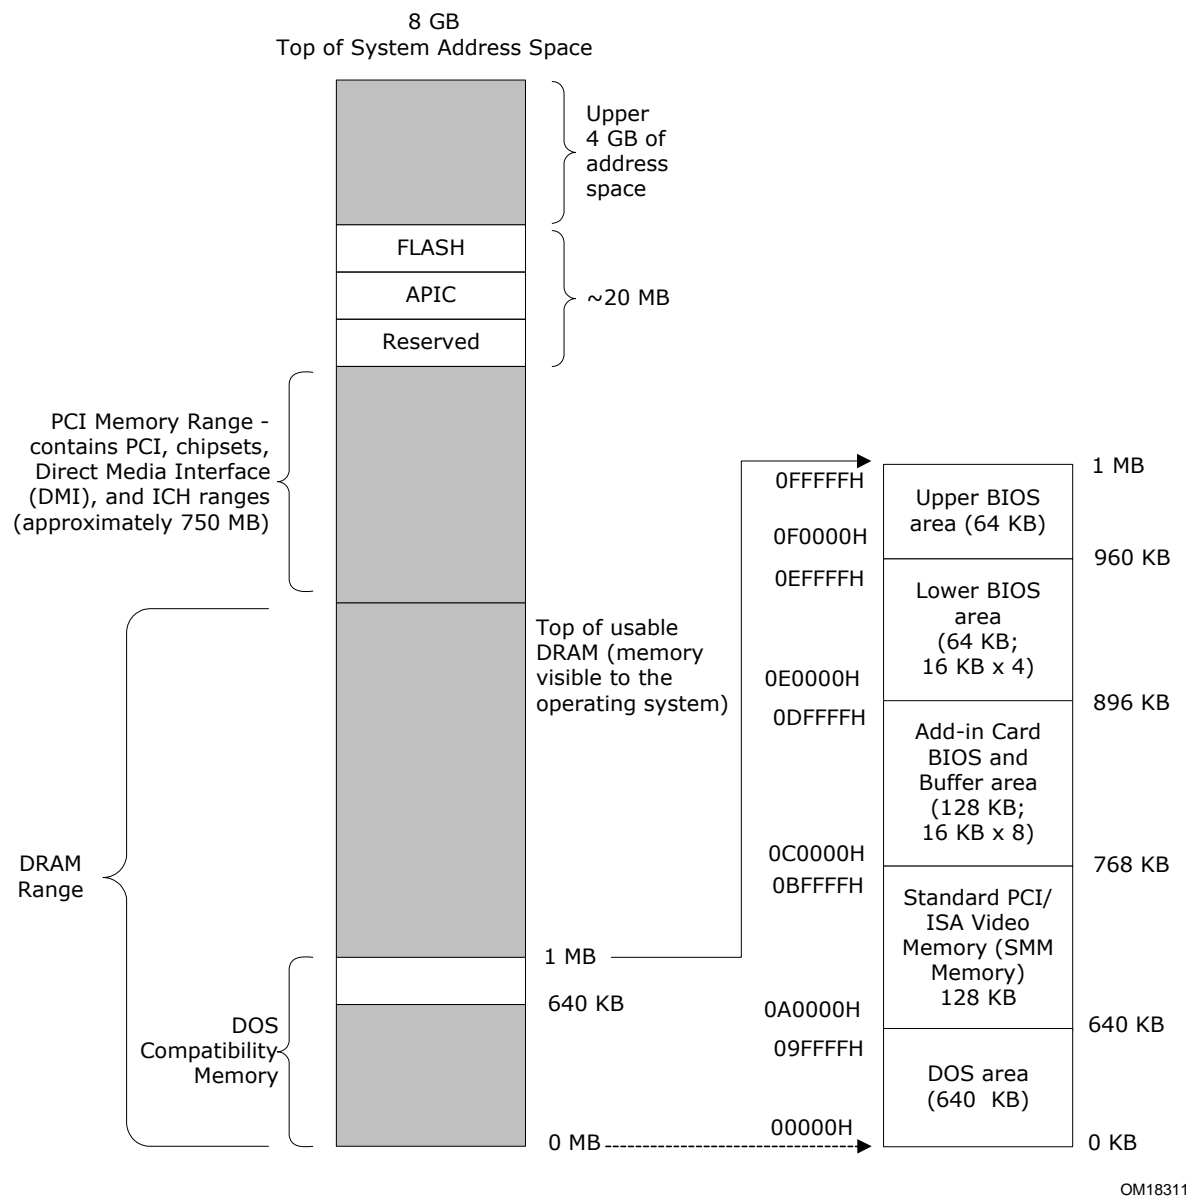 8 GB
Top of System Address Space
Upper
4 GB of
address
space
FLASH
APIC
~20 MB
Reserved
PCI Memory Range -
contains PCI, chipsets,
Direct Media Interface
(DMI), and ICH ranges
(approximately 750 MB)
Top of usable
DRAM (memory
visible to the
operating system)
DRAM
Range
1 MB
640 KB
DOS
Compatibility
Memory
0 MB
0FFFFFH
1 MB
Upper BIOS
area (64 KB)
0F0000H
960 KB
0EFFFFH
Lower BIOS
area
(64 KB;
16 KB x 4)
0E0000H
896 KB
0DFFFFH
Add-in Card
BIOS and
Buffer area
(128 KB;
16 KB x 8)
0C0000H
768 KB
0BFFFFH
Standard PCI/
ISA Video
Memory (SMM
Memory)
128 KB
0A0000H
640 KB
09FFFFH
DOS area
(640  KB)
00000H
0 KB
OM18311